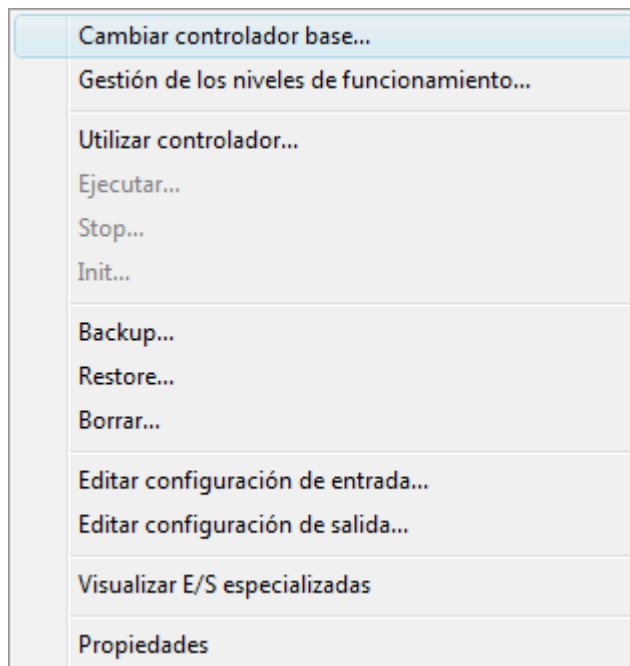 Cambiar controlador base...
Gestión de los niveles de funcionamiento...
Utilizar controlador...
Ejecutar...
Stop...
Init...
Backup...
Restore...
Borrar...
Editar configuración de entrada...
Editar configuración de salida...
Visualizar E/S especializadas
Propiedades